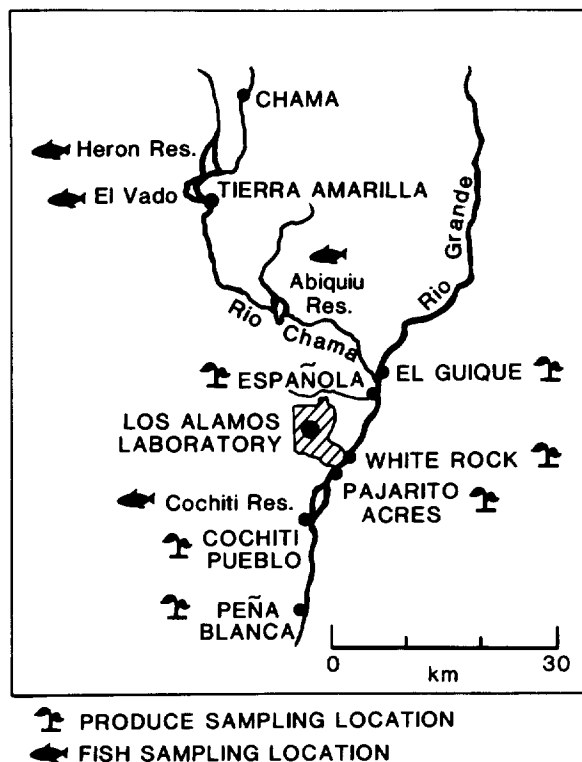 CHAMA
Heron Res.
El Vado
TIERRA AMARILLA
Rio Grande
Abiquiu
Res.
Rio Chama
ESPAÑOLA
EL GUIQUE
LOS ALAMOS
LABORATORY
WHITE ROCK
PAJARITO
ACRES
Cochiti Res.
COCHITI
PUEBLO
PEÑA
BLANCA
0 30
km
PRODUCE SAMPLING LOCATION
FISH SAMPLING LOCATION